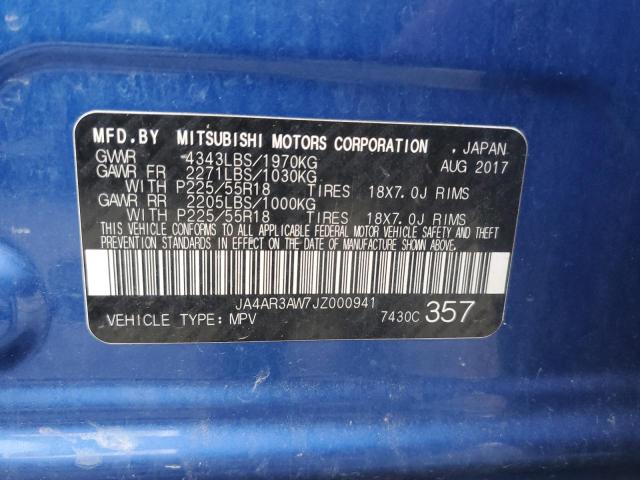 MFD.BY MITSUBISHI MOTORS CORPORATION . JAPAN
GVWR 4343LBS/1970KG AUG 2017
GAWR FR 2271LBS/1030KG
WITH P225/55R18 TIRES 18X7.0J RIMS
GAWR RR 2205LBS/1000KG
WITH P225/55R18 TIRES 18X7.0J RIMS
THIS VEHICLE CONFORMS TO ALL APPLICABLE FEDERAL MOTOR VEHICLE SAFETY AND THEFT
PREVENTION STANDARDS IN EFFECT ON THE DATE OF MANUFACTURE SHOWN ABOVE.
JA4AR3AW7JZ000941
VEHICLE TYPE: MPV 7430C 357